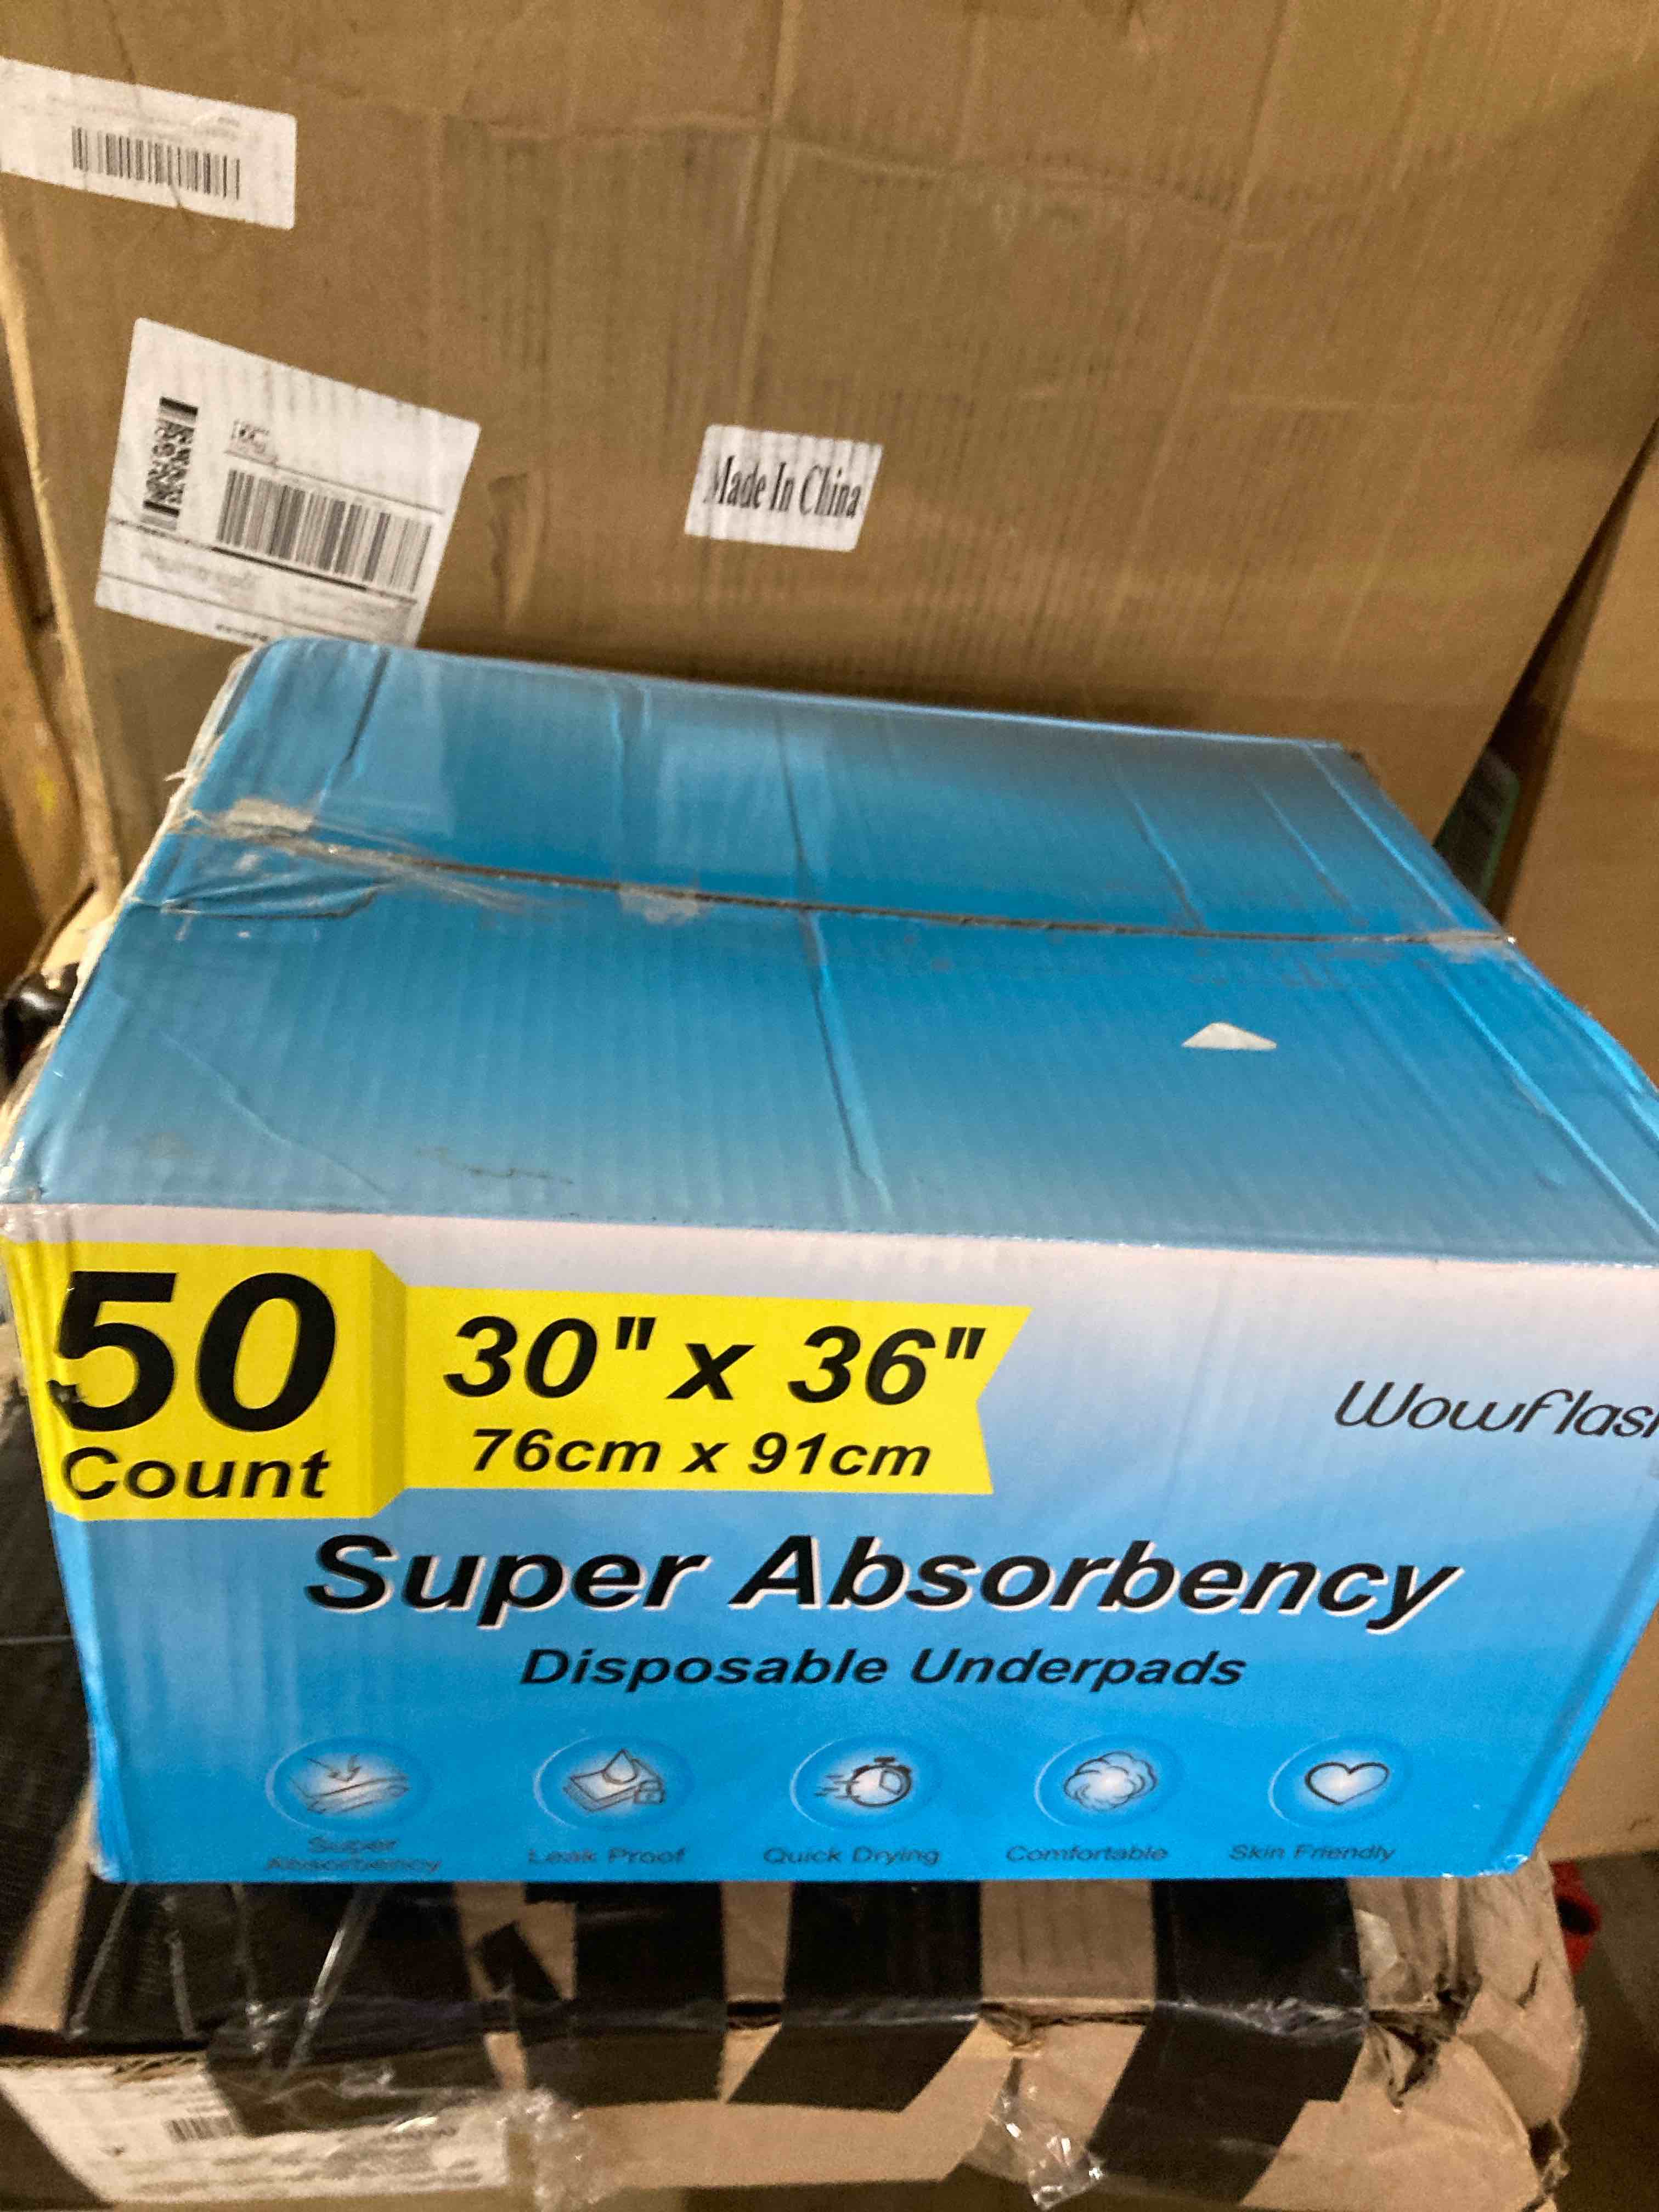 Made In China
50
Count
30" x 36"
76cm x 91cm
Wowflash
Super Absorbency
Disposable Underpads
Super
Absorbency
Leak Proof
Quick Drying
Comfortable
Skin Friendly